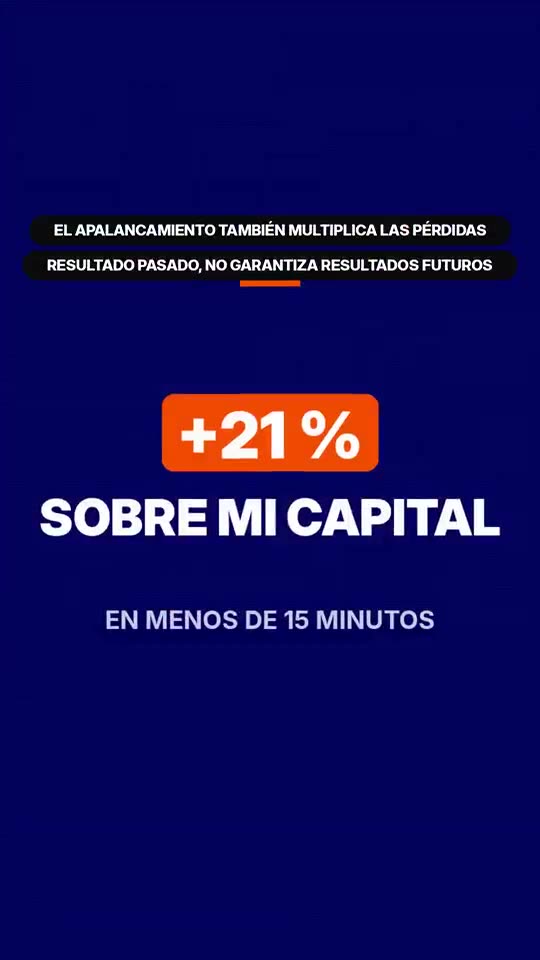 EL APALANCAMIENTO TAMBIÉN MULTIPLICA LAS PÉRDIDAS
RESULTADO PASADO, NO GARANTIZA RESULTADOS FUTUROS
+21 %
SOBRE MI CAPITAL
EN MENOS DE 15 MINUTOS